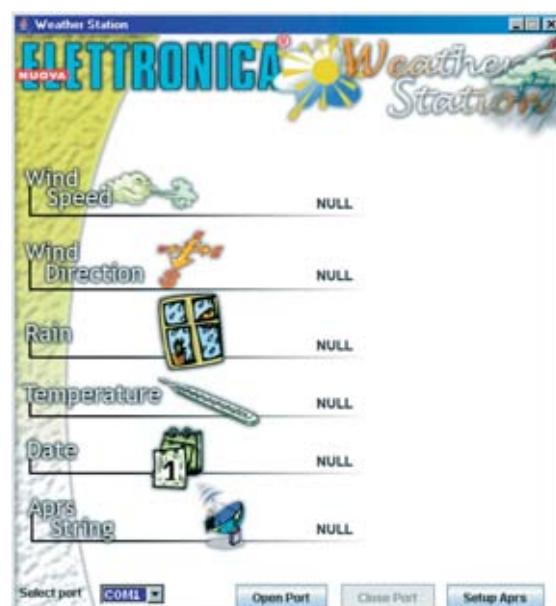 Weather Station
ELETTRONICA®
NUOVA
Weather
Station
Wind
Speed
NULL
Wind
Direction
NULL
Rain
NULL
Temperature
NULL
Date
1
NULL
Aprs
String
NULL
Select port COM1 Open Port Close Port Setup Aprs